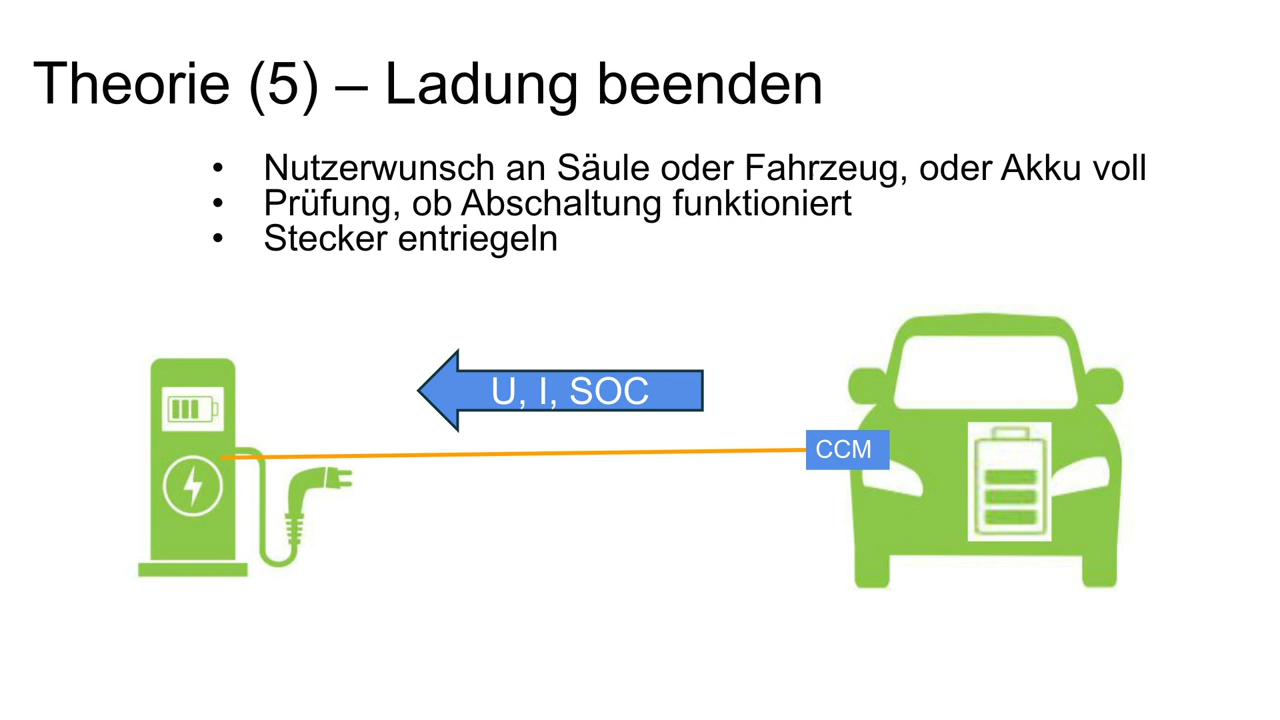 Theorie (5) – Ladung beenden
• Nutzerwunsch an Säule oder Fahrzeug, oder Akku voll
• Prüfung, ob Abschaltung funktioniert
• Stecker entriegeln
U, I, SOC
CCM